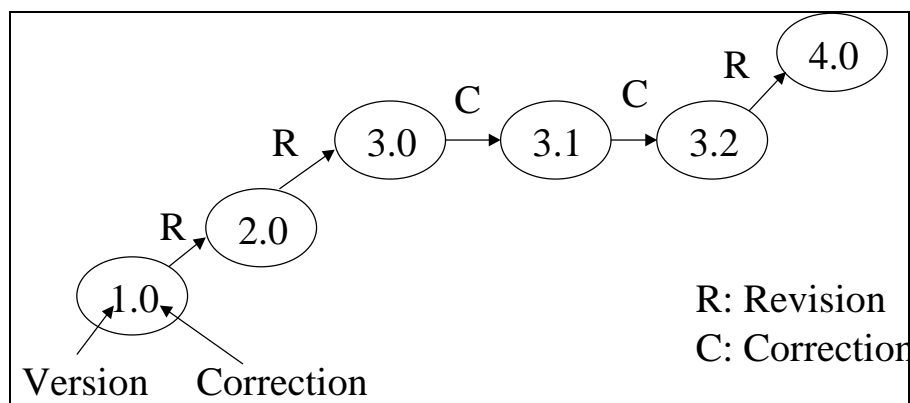 4.0
R
C
C
3.0
3.1
3.2
R
2.0
R
1.0
R: Revision
C: Correction
Version
Correction